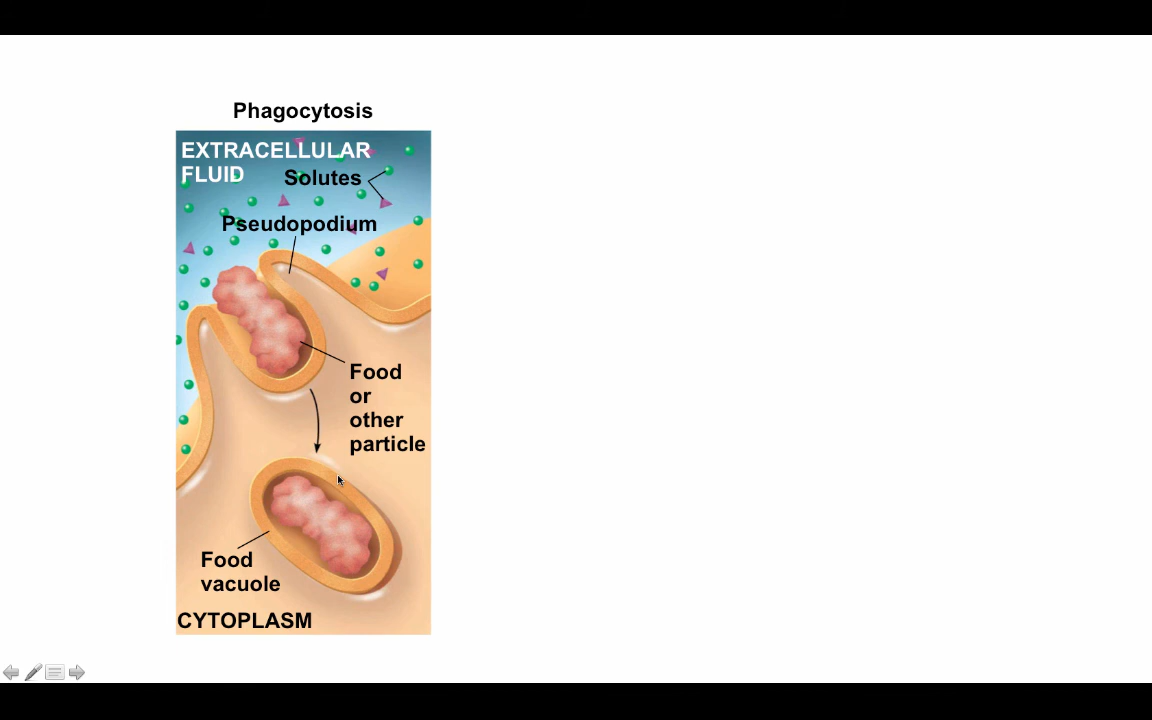 Phagocytosis
EXTRACELLULAR
FLUID
Solutes
Pseudopodium
Food
or
other
particle
Food
vacuole
CYTOPLASM